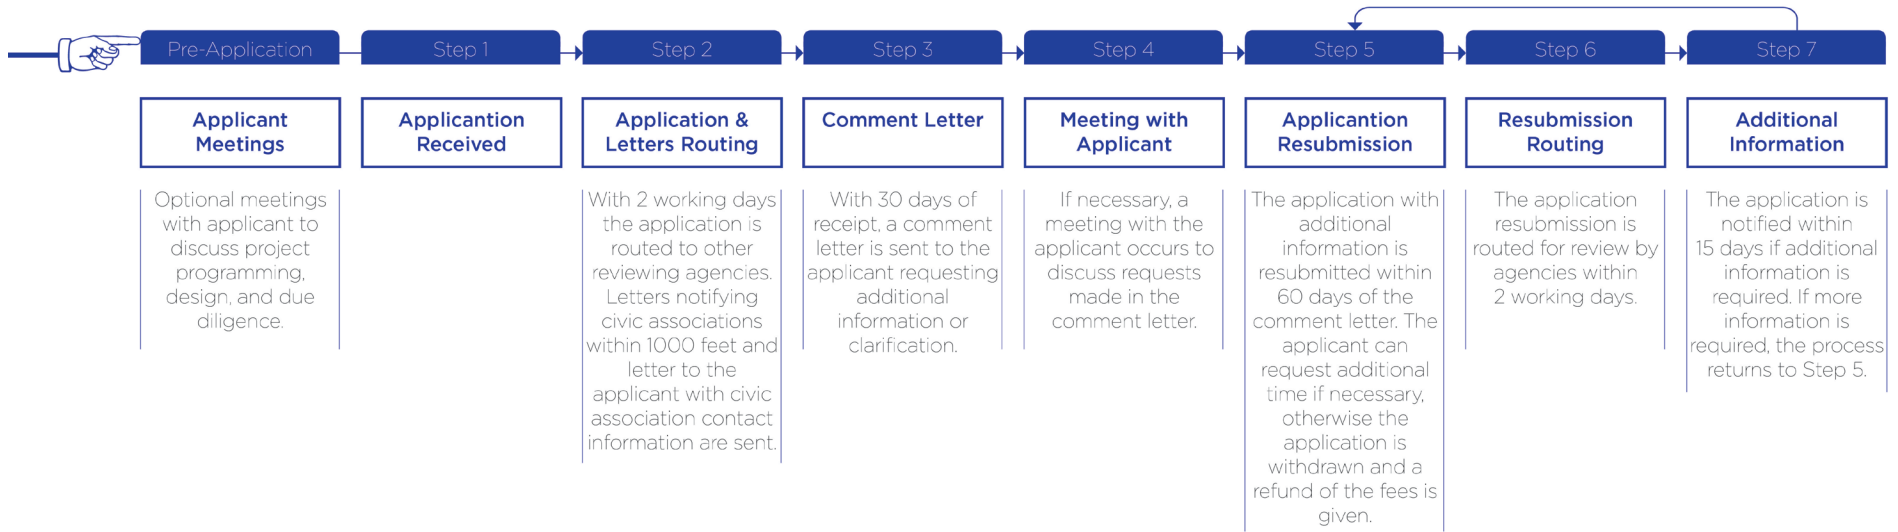 Pre-Application
Step 1
Step 2
Step 3
Step 4
Step 5
Step 6
Step 7
Applicant
Meetings
Applicantion
Received
Application &
Letters Routing
Comment Letter
Meeting with
Applicant
Applicantion
Resubmission
Resubmission
Routing
Additional
Information
Optional meetings
with applicant to
discuss project
programming,
design, and due
diligence.
With 2 working days
the application is
routed to other
reviewing agencies.
Letters notifying
civic associations
within 1000 feet and
letter to the
applicant with civic
association contact
information are sent.
With 30 days of
receipt, a comment
letter is sent to the
applicant requesting
additional
information or
clarification.
If necessary, a
meeting with the
applicant occurs to
discuss requests
made in the
comment letter.
The application with
additional
information is
resubmitted within
60 days of the
comment letter. The
applicant can
request additional
time if necessary,
otherwise the
application is
withdrawn and a
refund of the fees is
given.
The application
resubmission is
routed for review by
agencies within
2 working days.
The application is
notified within
15 days if additional
information is
required. If more
information is
required, the process
returns to Step 5.